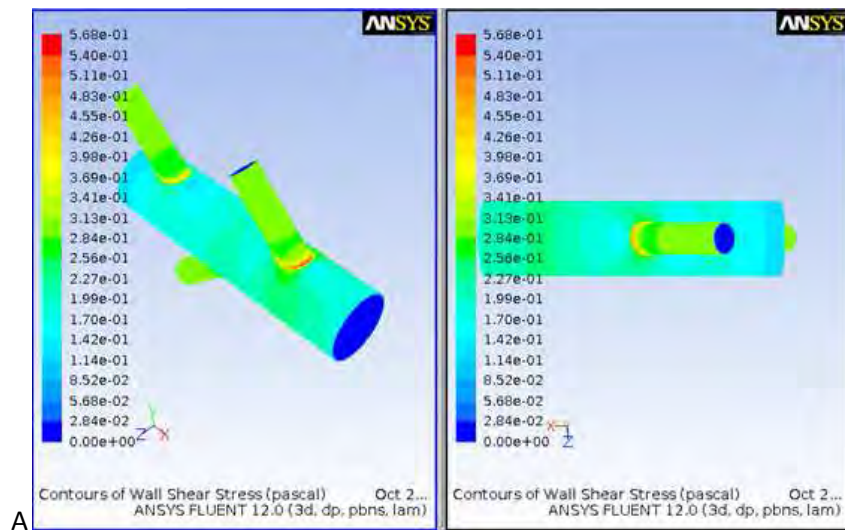 ANSYS
5.68e-01
5.40e-01
5.11e-01
4.83e-01
4.55e-01
4.26e-01
3.98e-01
3.69e-01
3.41e-01
3.13e-01
2.84e-01
2.56e-01
2.27e-01
1.99e-01
1.70e-01
1.42e-01
1.14e-01
8.52e-02
5.68e-02
2.84e-02
0.00e+00
Y
Z X
Contours of Wall Shear Stress (pascal) Oct 2...
ANSYS FLUENT 12.0 (3d, dp, pbns, lam)
ANSYS
5.68e-01
5.40e-01
5.11e-01
4.83e-01
4.55e-01
4.26e-01
3.98e-01
3.69e-01
3.41e-01
3.13e-01
2.84e-01
2.56e-01
2.27e-01
1.99e-01
1.70e-01
1.42e-01
1.14e-01
8.52e-02
5.68e-02
2.84e-02
0.00e+00
X
Z
Contours of Wall Shear Stress (pascal) Oct 2...
ANSYS FLUENT 12.0 (3d, dp, pbns, lam)
A